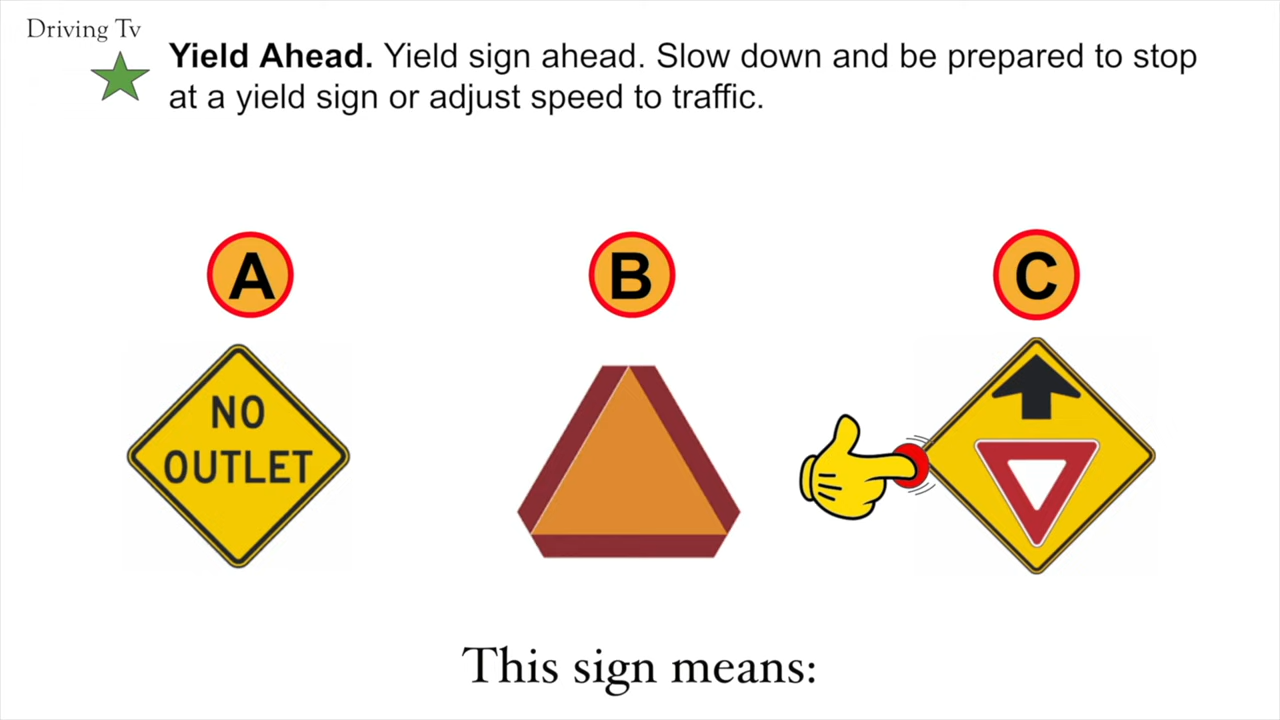 Driving Tv
Yield Ahead. Yield sign ahead. Slow down and be prepared to stop
at a yield sign or adjust speed to traffic.
A
B
C
NO
OUTLET
This sign means: